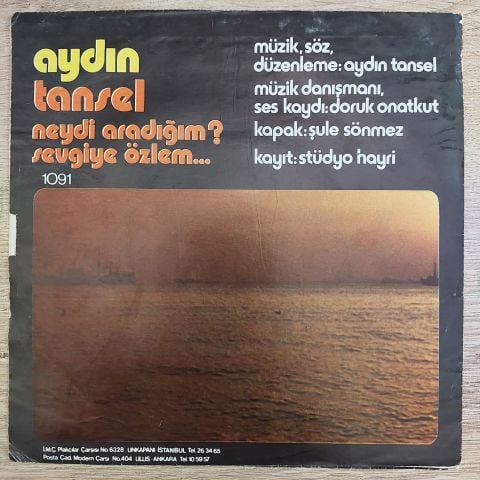 aydın
tansel
neydi aradığım?
sevgiye özlem...
1091
müzik, söz,
düzenleme: aydın tansel
müzik danışmanı,
ses kaydı: doruk onatkut
kapak: şule sönmez
kayıt: stüdyo hayri
İ.M.Ç. Plakçılar Çarşısı No. 6328 UNKAPANI İSTANBUL Tel. 26 34 65
Posta Cad. Modern Çarşı No. 404 ULUS-ANKARA Tel 10 59 57